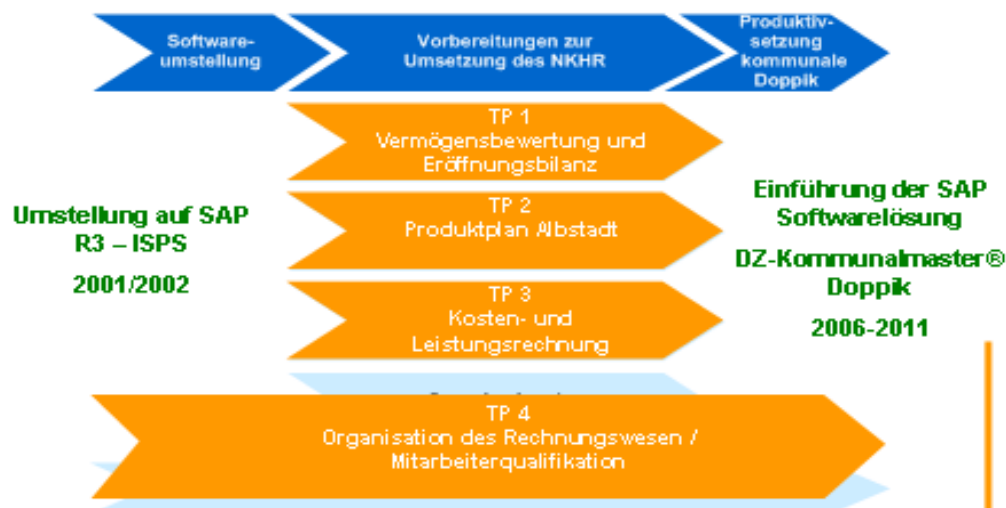 Software-
umstellung
Vorbereitungen zur
Umsetzung des NKHR
Produktiv-
setzung
kommunale
Doppik
TP 1
Vermögensbewertung und
Eröffnungsbilanz
Umstellung auf SAP
R3 – ISPS
2001/2002
TP 2
Produktplan Albstadt
TP 3
Kosten- und
Leistungsrechnung
Einführung der SAP
Softwarelösung
DZ-Kommunalmaster®
Doppik
2006-2011
TP 4
Organisation des Rechnungswesen /
Mitarbeiterqualifikation